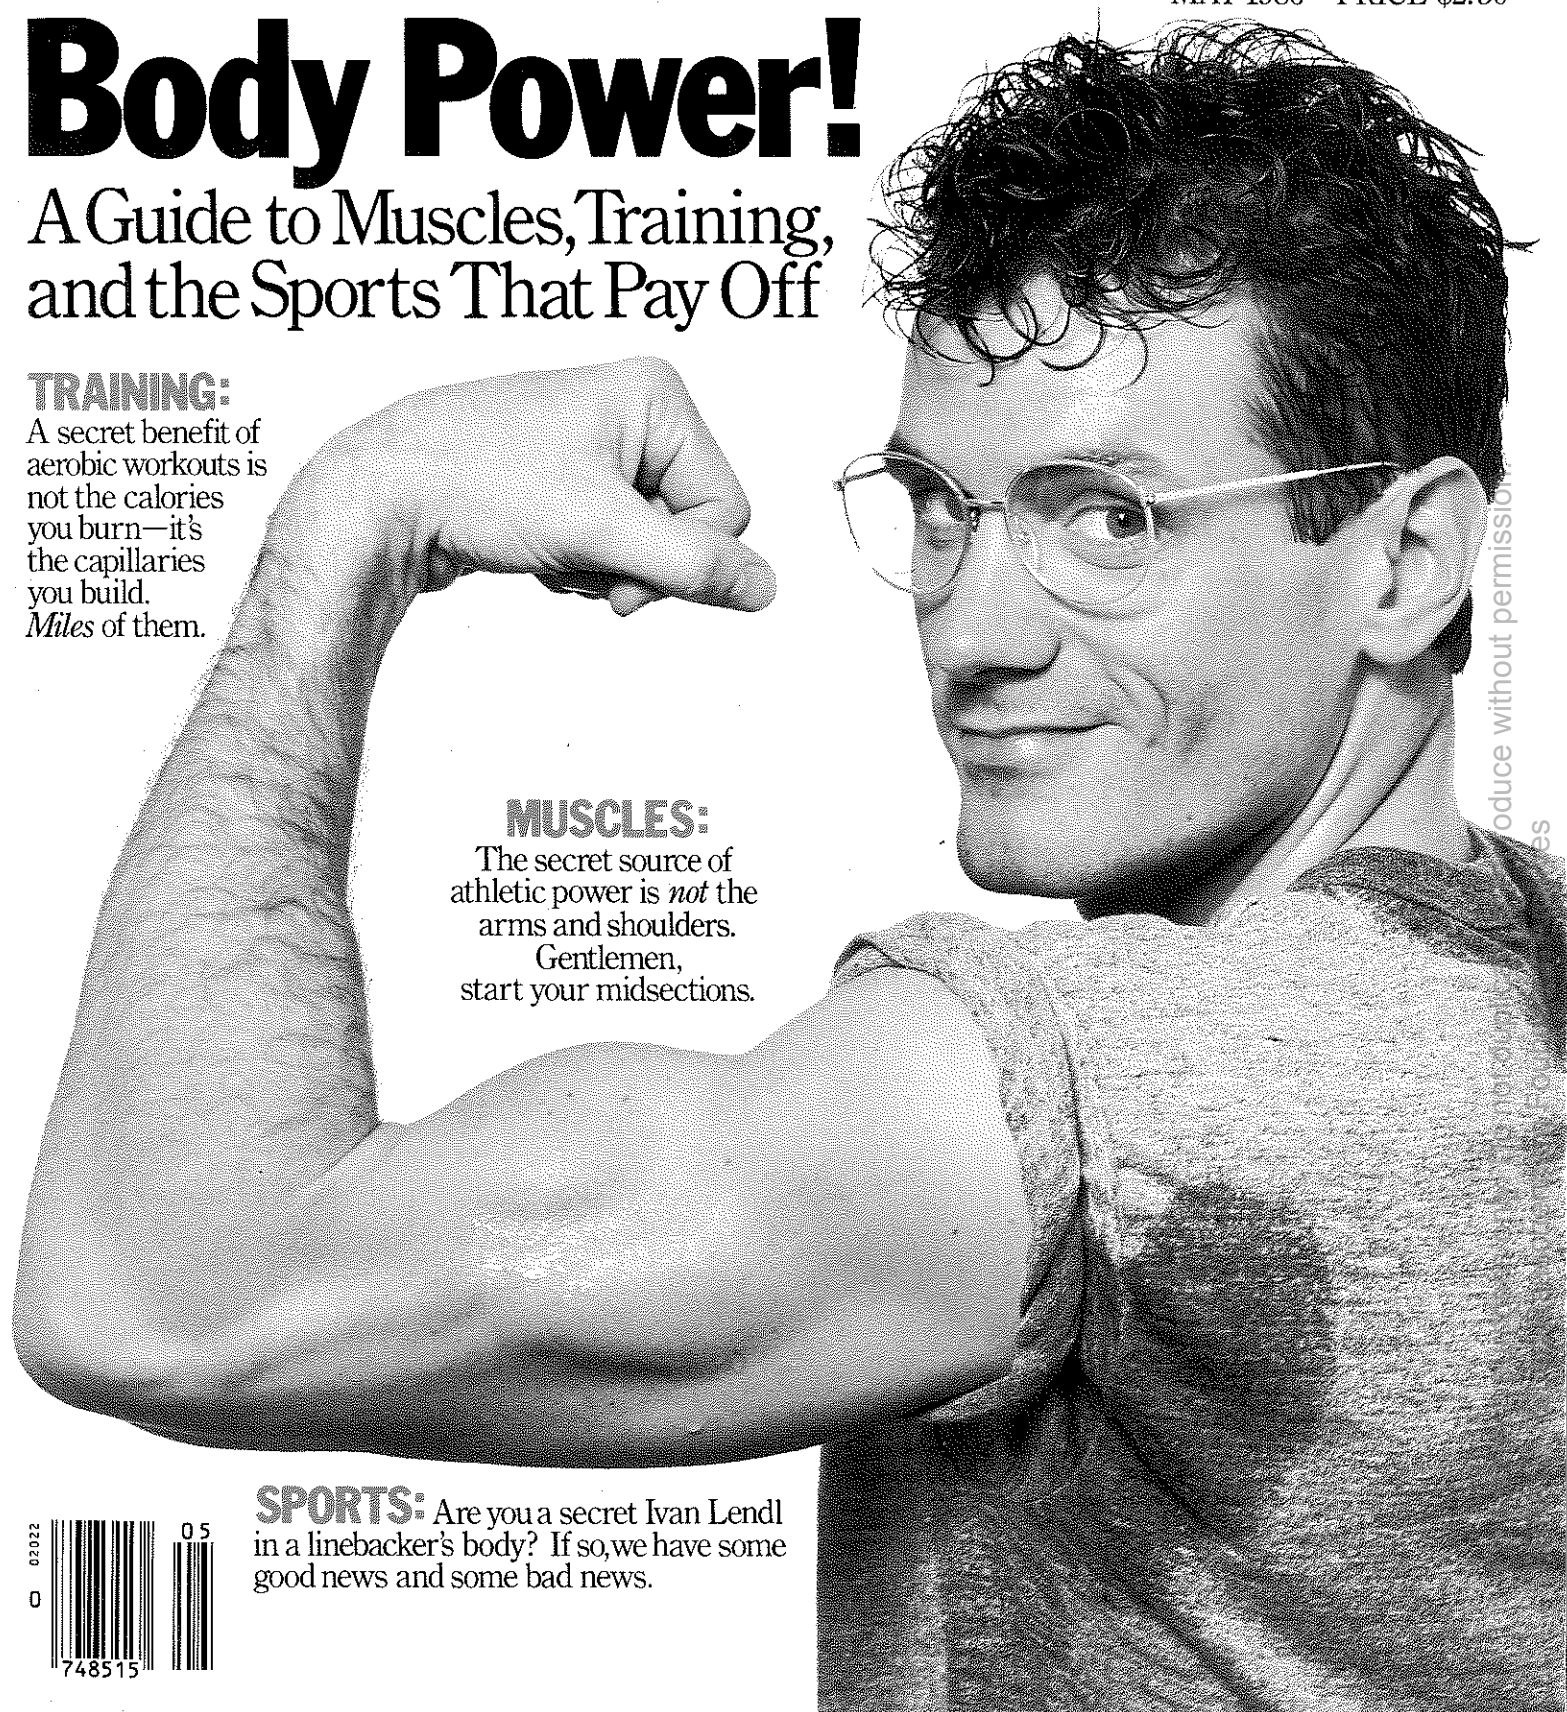 Body Power!
A Guide to Muscles, Training,
and the Sports That Pay Off
TRAINING:
A secret benefit of
aerobic workouts is
not the calories
you burn—it's
the capillaries
you build.
Miles of them.
MUSCLES:
The secret source of
athletic power is not the
arms and shoulders.
Gentlemen,
start your midsections.
SPORTS: Are you a secret Ivan Lendl
in a linebacker's body? If so, we have some
good news and some bad news.
0 02022
748515
05
oduce without permission.